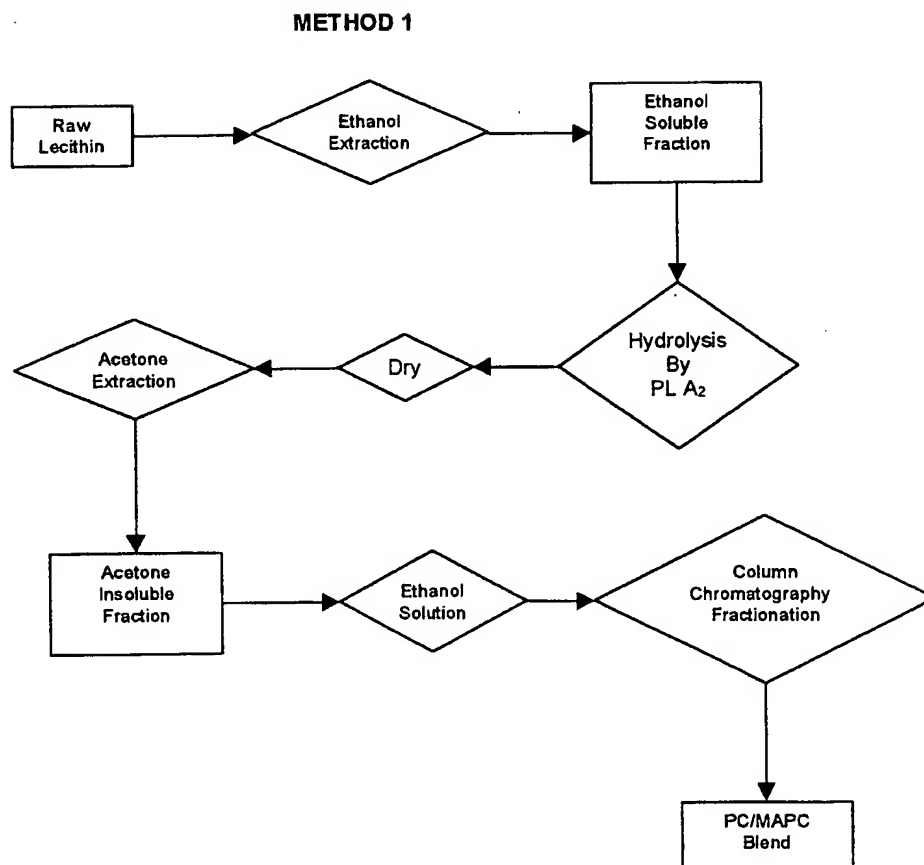 METHOD 1
Raw
Lecithin
Ethanol
Extraction
Ethanol
Soluble
Fraction
Hydrolysis
By
PL A₂
Dry
Acetone
Extraction
Acetone
Insoluble
Fraction
Ethanol
Solution
Column
Chromatography
Fractionation
PC/MAPC
Blend